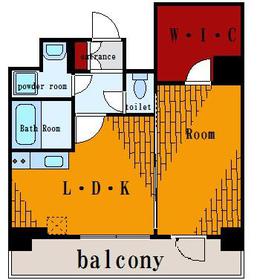 W・I・C
entrance
powder room
toilet
Bath Room
Room
L・D・K
balcony